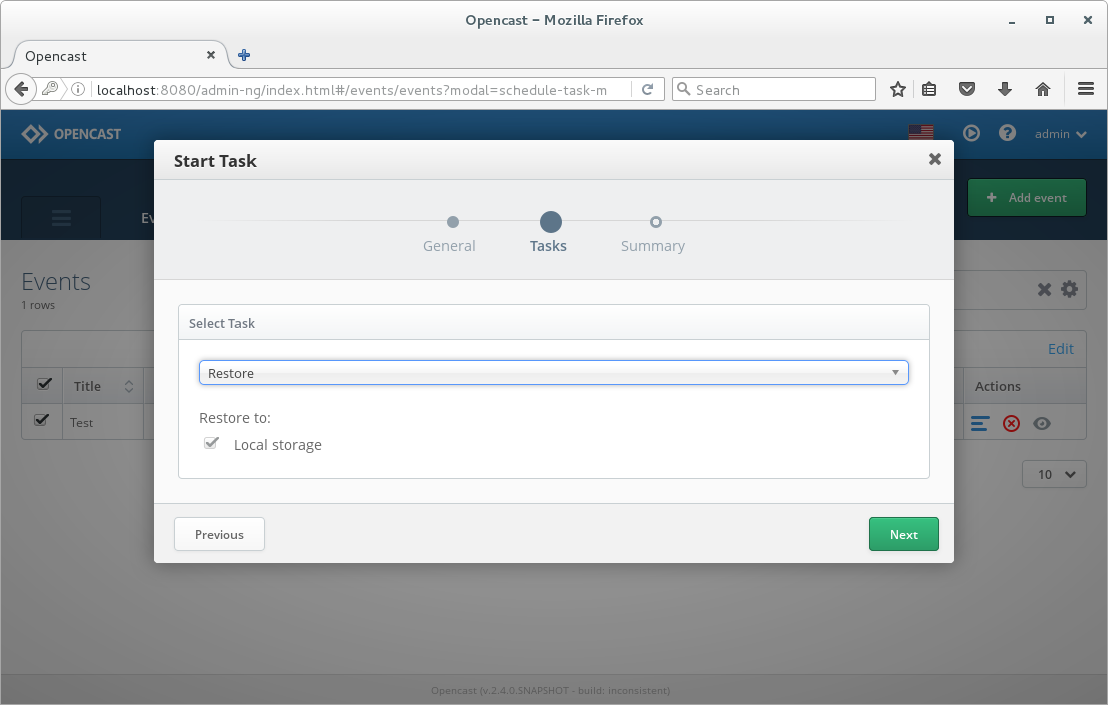 Opencast – Mozilla Firefox
Opencast
localhost:8080/admin-ng/index.html#/events/events?modal=schedule-task-m
Search
OPENCAST
admin
Start Task
Ev
Add event
General
Tasks
Summary
Events
1 rows
Select Task
Edit
Restore
Title
Actions
Restore to:
Test
Local storage
10
Previous
Next
Opencast (v.2.4.0.SNAPSHOT - build: inconsistent)